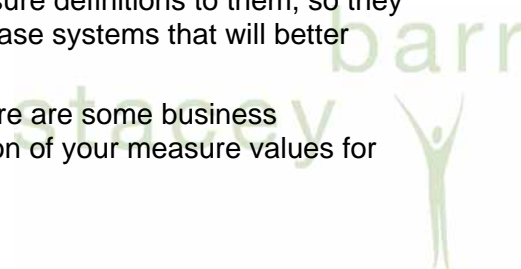 sure definitions to them, so they
ase systems that will better
barr
re are some business
stacey
on of your measure values for